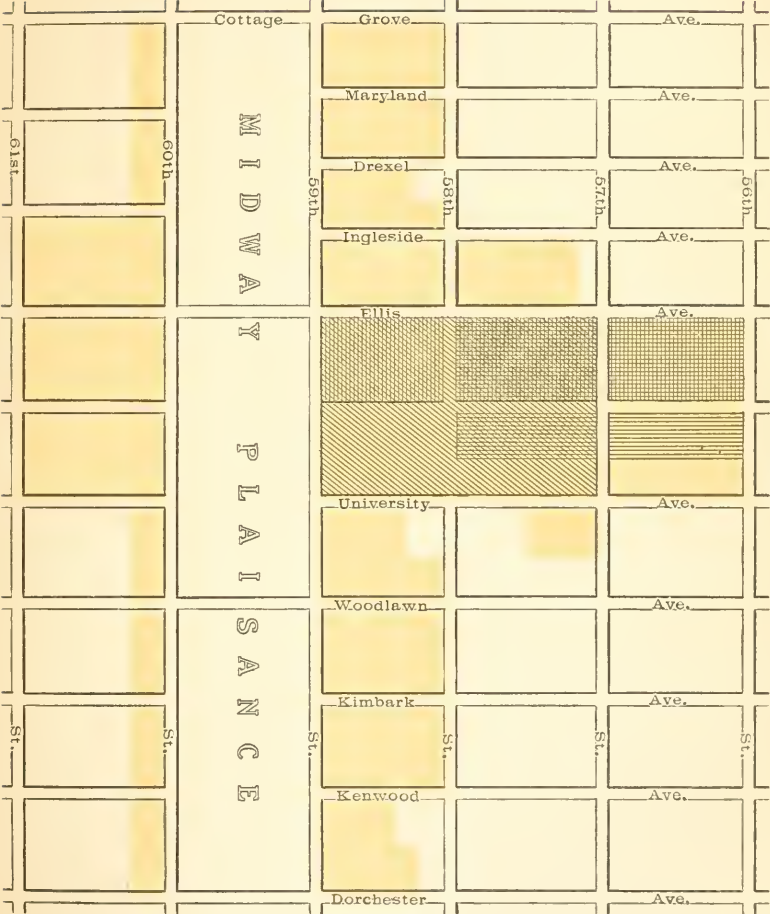 Cottage Grove Ave.
Maryland Ave.
Drexel Ave.
Ingleside Ave.
Ellis Ave.
University Ave.
Woodlawn Ave.
Kimbark Ave.
Kenwood Ave.
Dorchester Ave.
61st St.
60th St.
MIDWAY PLAISANCE
59th St.
58th St.
57th St.
56th St.